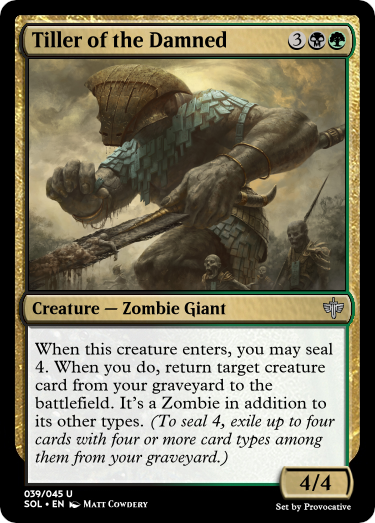 Tiller of the Damned 3
Creature — Zombie Giant
When this creature enters, you may seal
4. When you do, return target creature
card from your graveyard to the
battlefield. It's a Zombie in addition to
its other types. (To seal 4, exile up to four
cards with four or more card types among
them from your graveyard.)
4/4
039/045 U
SOL • EN Matt Cowdery
Set by Provocative